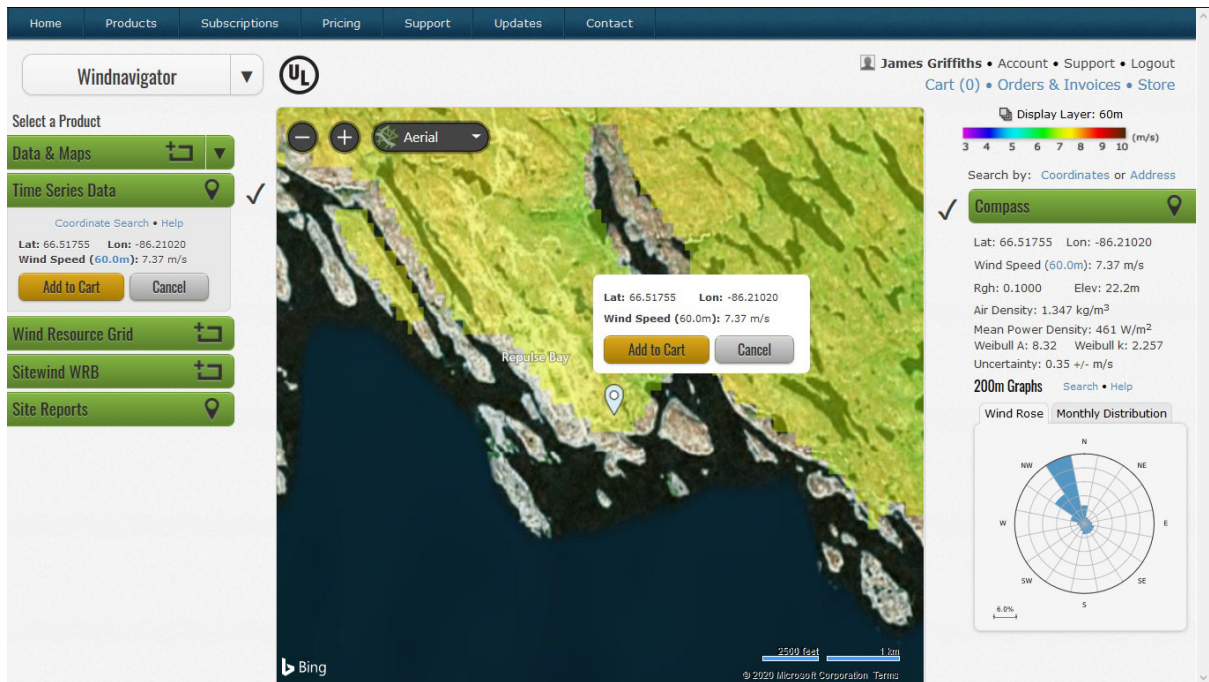 Home Products Subscriptions Pricing Support Updates Contact
Windnavigator ▼
UL
James Griffiths • Account • Support • Logout
Cart (0) • Orders & Invoices • Store
Select a Product
Data & Maps ▼
Time Series Data
Coordinate Search • Help
Lat: 66.51755 Lon: -86.21020
Wind Speed (60.0m): 7.37 m/s
Add to Cart Cancel
Wind Resource Grid
Sitewind WRB
Site Reports
Aerial
Lat: 66.51755 Lon: -86.21020
Wind Speed (60.0m): 7.37 m/s
Add to Cart Cancel
Repulse Bay
2500 feet 1 km
Bing
© 2020 Microsoft Corporation Terms
Display Layer: 60m
3 4 5 6 7 8 9 10 (m/s)
Search by: Coordinates or Address
Compass
Lat: 66.51755 Lon: -86.21020
Wind Speed (60.0m): 7.37 m/s
Rgh: 0.1000 Elev: 22.2m
Air Density: 1.347 kg/m³
Mean Power Density: 461 W/m²
Weibull A: 8.32 Weibull k: 2.257
Uncertainty: 0.35 +/- m/s
200m Graphs Search • Help
Wind Rose Monthly Distribution
N
NW NE
W E
SW SE
S
6.0%